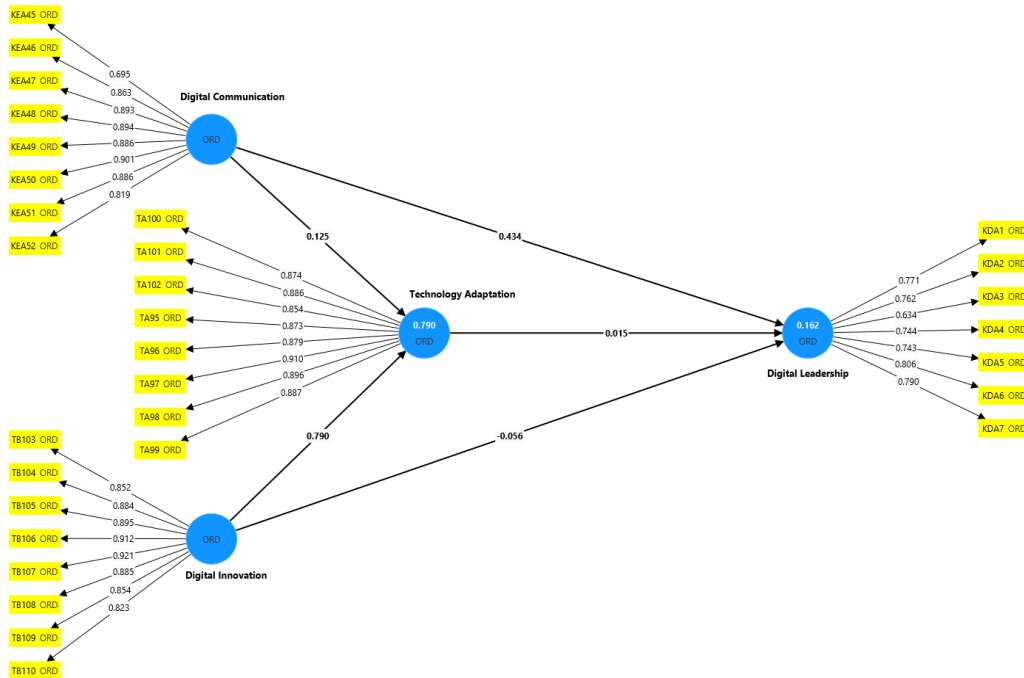 KEA45 ORD
KEA46 ORD
KEA47 ORD
KEA48 ORD
KEA49 ORD
KEA50 ORD
KEA51 ORD
KEA52 ORD
0.695
0.863
0.893
0.894
0.886
0.901
0.886
0.819
Digital Communication
ORD
0.125
0.434
TA100 ORD
TA101 ORD
TA102 ORD
TA95 ORD
TA96 ORD
TA97 ORD
TA98 ORD
TA99 ORD
0.874
0.886
0.854
0.873
0.879
0.910
0.896
0.887
Technology Adaptation
0.790
ORD
0.015
0.790
-0.056
TB103 ORD
TB104 ORD
TB105 ORD
TB106 ORD
TB107 ORD
TB108 ORD
TB109 ORD
TB110 ORD
0.852
0.884
0.895
0.912
0.921
0.885
0.854
0.823
ORD
Digital Innovation
0.162
ORD
Digital Leadership
0.771
0.762
0.634
0.744
0.743
0.806
0.790
KDA1 ORD
KDA2 ORD
KDA3 ORD
KDA4 ORD
KDA5 ORD
KDA6 ORD
KDA7 ORD